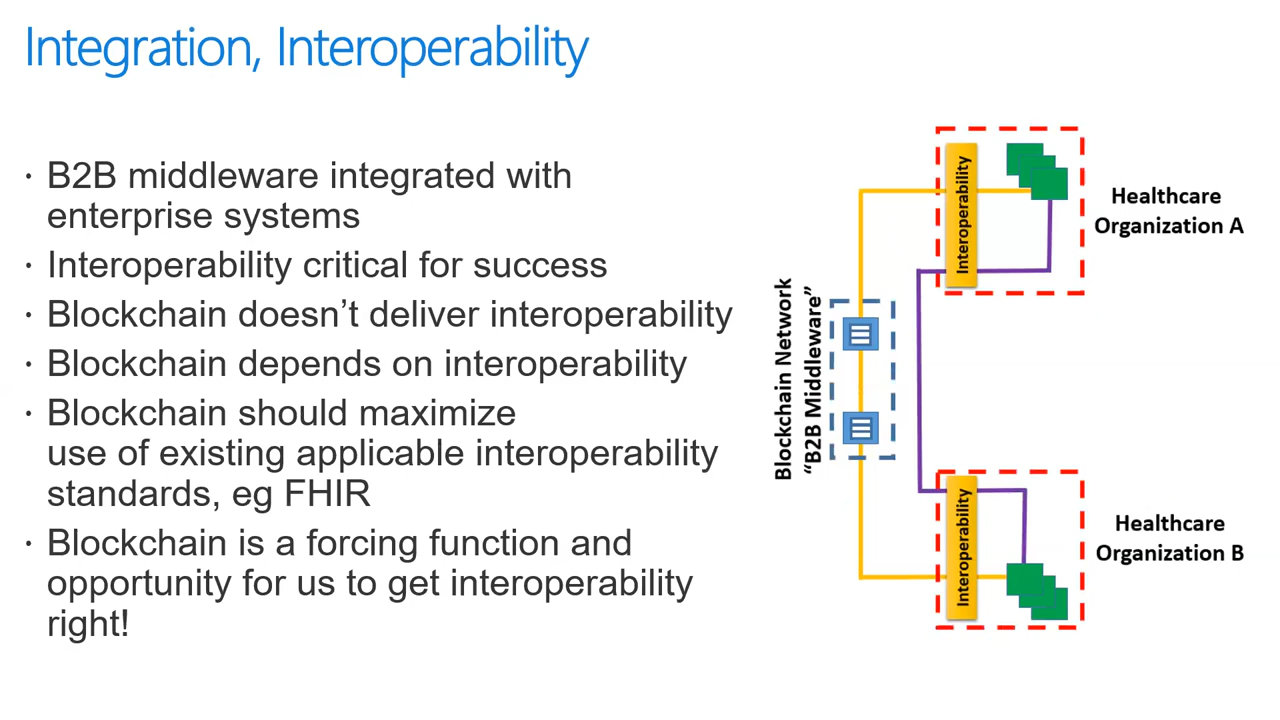 Integration, Interoperability
· B2B middleware integrated with
enterprise systems
· Interoperability critical for success
· Blockchain doesn’t deliver interoperability
· Blockchain depends on interoperability
· Blockchain should maximize
use of existing applicable interoperability
standards, eg FHIR
· Blockchain is a forcing function and
opportunity for us to get interoperability
right!
Blockchain Network
“B2B Middleware”
Interoperability
Healthcare
Organization A
Interoperability
Healthcare
Organization B